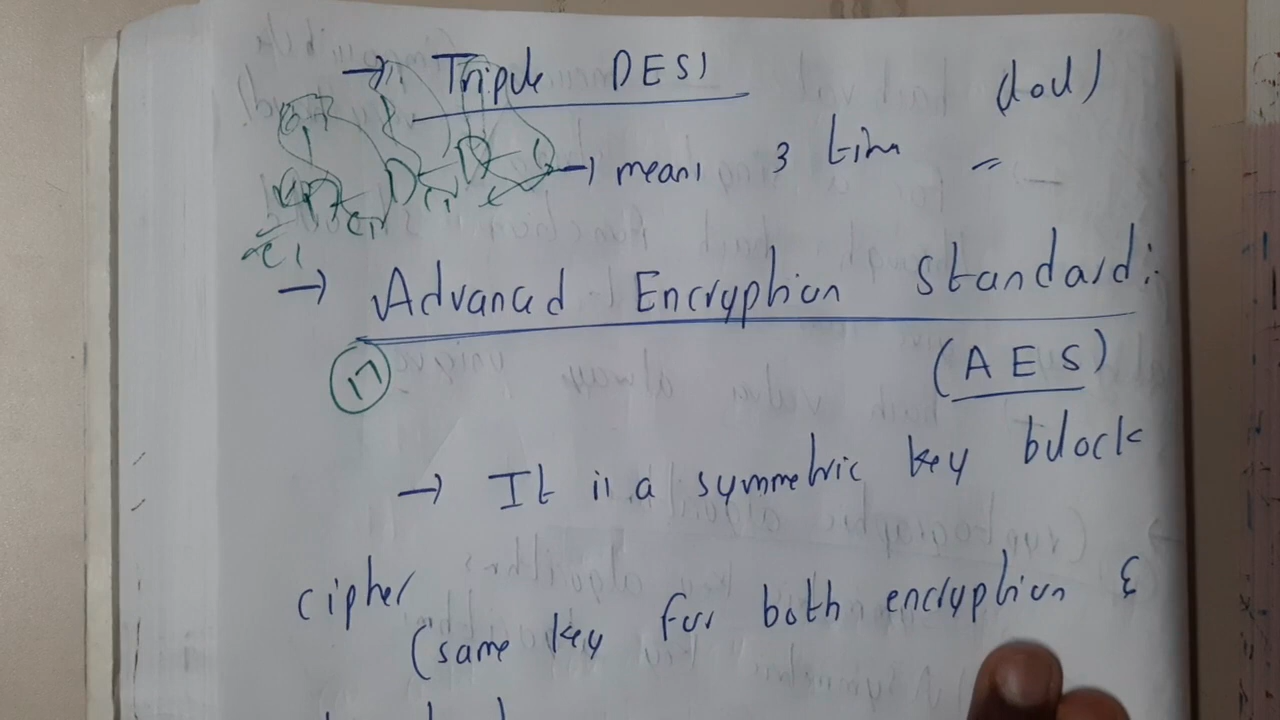 → Triple DES)
→ means 3 time =
→ Advanced Encryption Standard:
17
(AES)
→ It is a symmetric key block
cipher
(same key for both encryption &